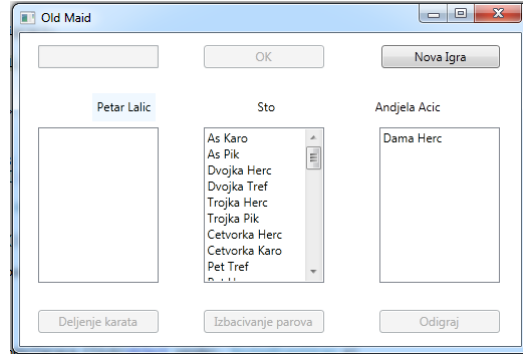 Old Maid
OK
Nova Igra
Petar Lalic
Sto
Andjela Acic
As Karo
As Pik
Dvojka Herc
Dvojka Tref
Trojka Herc
Trojka Pik
Cetvorka Herc
Cetvorka Karo
Pet Tref
Dama Herc
Deljenje karata
Izbacivanje parova
Odigraj